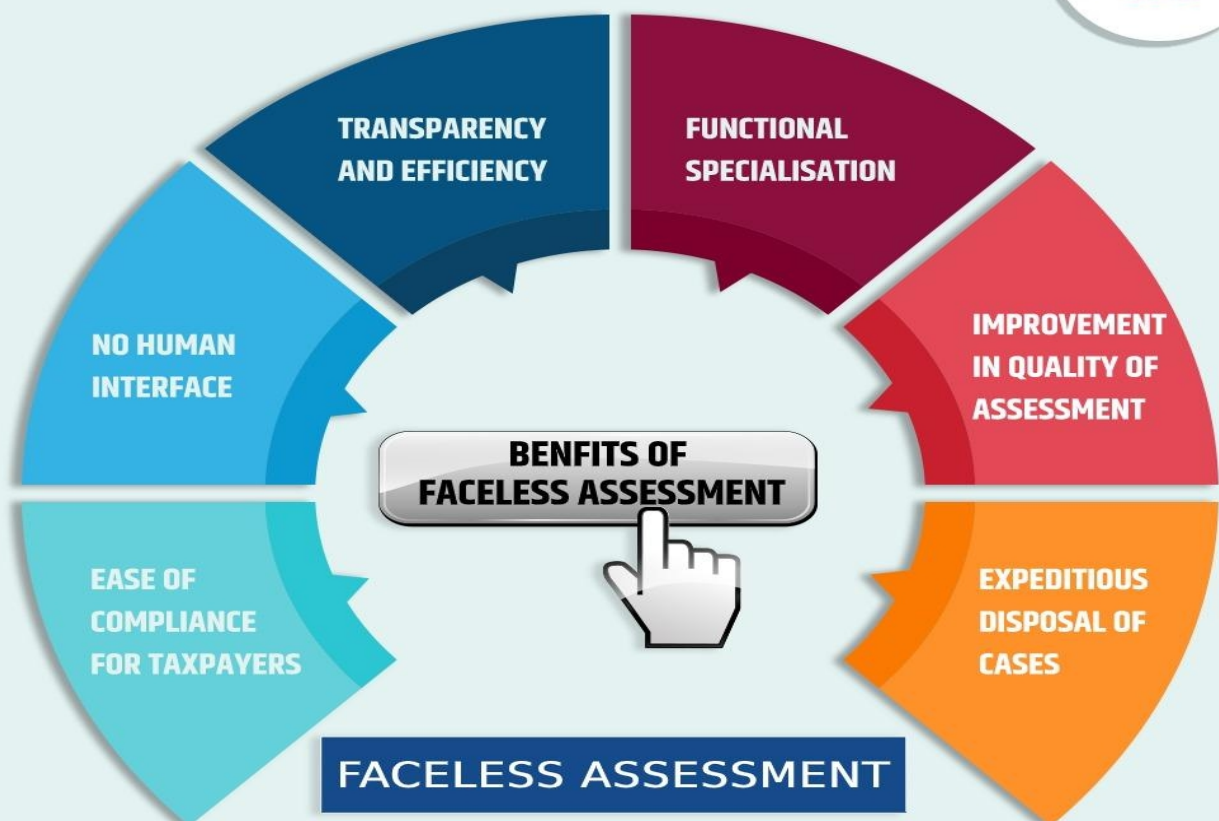 TRANSPARENCY
AND EFFICIENCY
FUNCTIONAL
SPECIALISATION
NO HUMAN
INTERFACE
IMPROVEMENT
IN QUALITY OF
ASSESSMENT
BENFITS OF
FACELESS ASSESSMENT
EASE OF
COMPLIANCE
FOR TAXPAYERS
EXPEDITIOUS
DISPOSAL OF
CASES
FACELESS ASSESSMENT